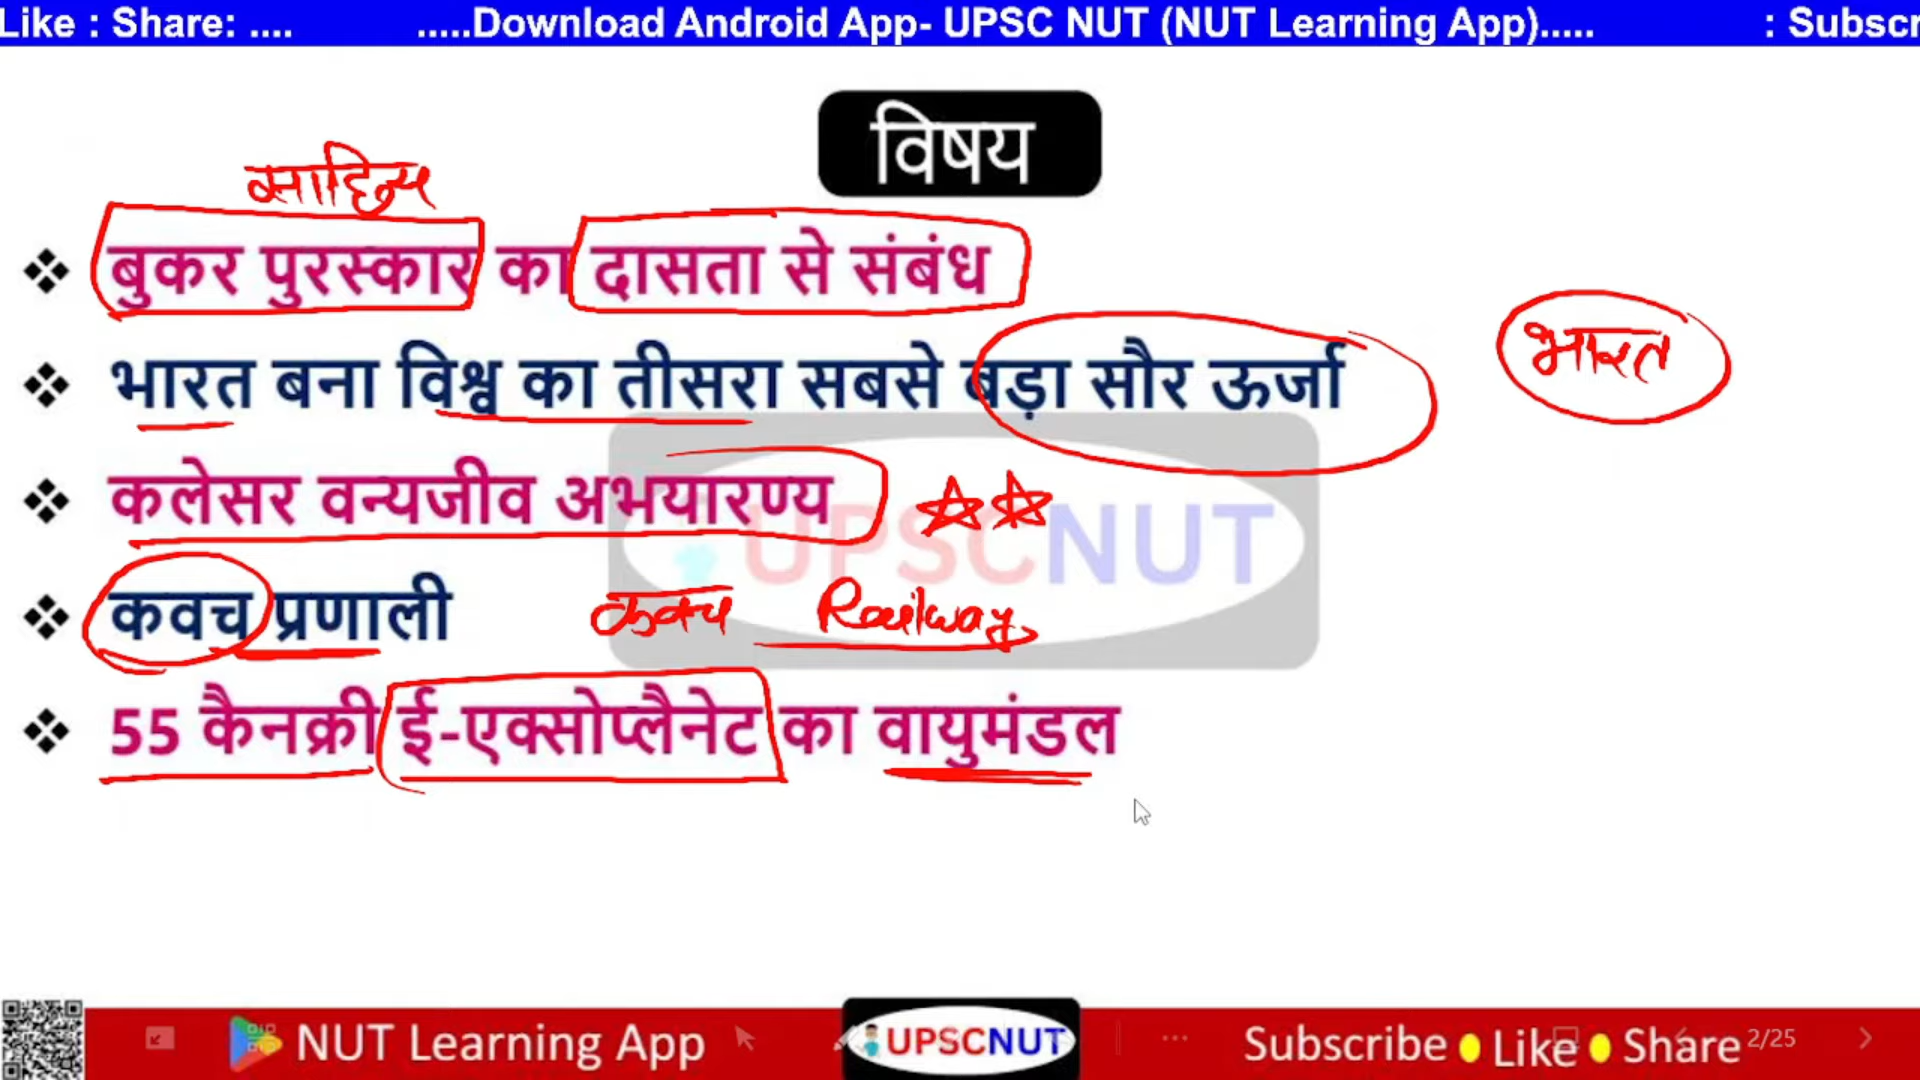 Like : Share: .... .....Download Android App- UPSC NUT (NUT Learning App)..... : Subscr
विषय
साहित्य
बुकर पुरस्कार का दासता से संबंध
भारत बना विश्व का तीसरा सबसे बड़ा सौर ऊर्जा
भारत
कलेसर वन्यजीव अभयारण्य
UPSCNUT
कवच प्रणाली कवच Railway
55 कैनक्री ई-एक्सोप्लैनेट का वायुमंडल
NUT Learning App UPSCNUT Subscribe Like Share 2/25